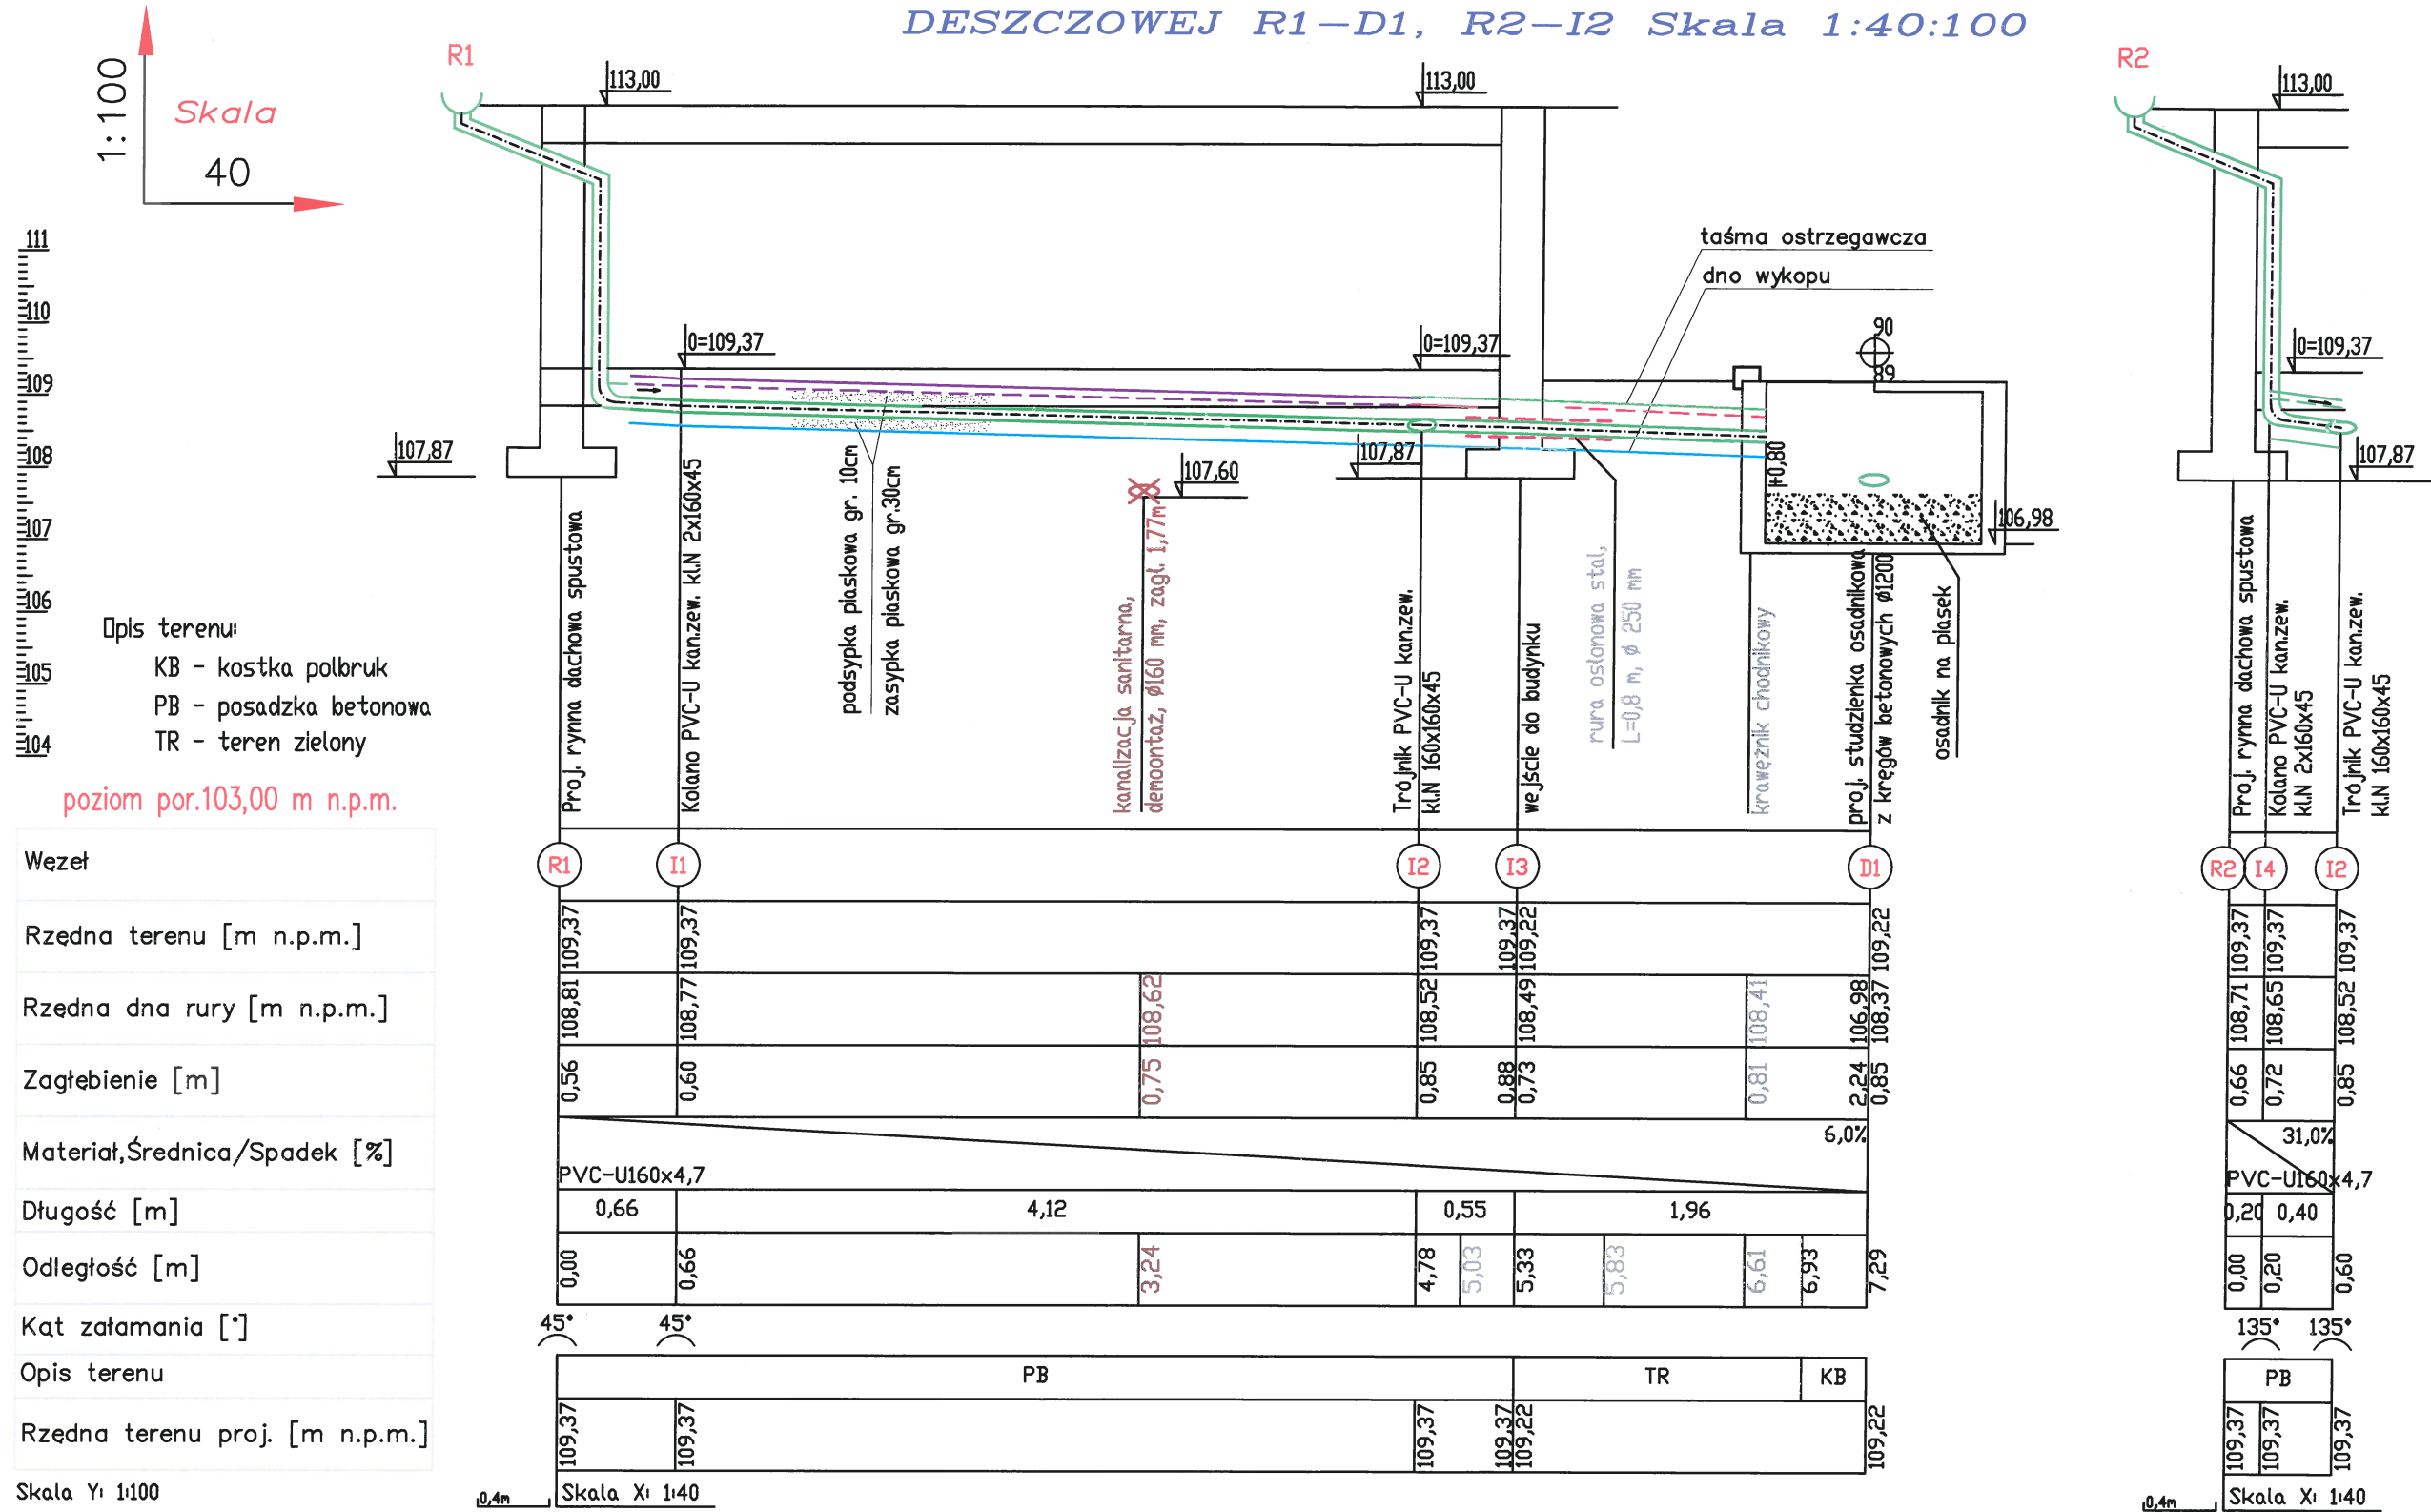 DESZCZOWEJ R1-D1, R2-I2 Skala 1:40:100
1:100
Skala
40
R1
113,00
113,00
R2
113,00
111
110
109
108
107
106
105
104
taśma ostrzegawcza
dno wykopu
90
89
0=109,37
0=109,37
0=109,37
107,87
107,87
107,60
107,87
H0,80
106,98
Opis terenu:
KB - kostka polbruk
PB - posadzka betonowa
TR - teren zielony
poziom por.103,00 m n.p.m.
Proj. rynna dachowa spustowa
Kolano PVC-U kan.zew. kl.N 2x160x45
podsypka piaskowa gr. 10cm
zasypka piaskowa gr.30cm
kanalizacja sanitarna,
demoontaż, ø160 mm, zagł. 1,77m
Trójnik PVC-U kan.zew.
kl.N 160x160x45
wejście do budynku
rura osłonowa stal,
L=0,8 m, ø 250 mm
krawężnik chodnikowy
proj. studzienka osadnikowa
z kręgów betonowych ø1200
osadnik na piasek
Proj. rynna dachowa spustowa
Kolano PVC-U kan.zew.
kl.N 2x160x45
Trójnik PVC-U kan.zew.
kl.N 160x160x45
Węzeł
R1 I1 I2 I3 D1
R2 I4 I2
Rzędna terenu [m n.p.m.]
109,37 109,37 109,37 109,37 109,22 109,22
109,37 109,37 109,37
Rzędna dna rury [m n.p.m.]
108,81 108,77 108,62 108,52 108,49 108,41 106,98 108,37
108,71 108,65 108,52
Zagłębienie [m]
0,56 0,60 0,75 0,85 0,88 0,73 0,81 2,24 0,85
0,66 0,72 0,85
Materiał,Średnica/Spadek [%]
6,0%
PVC-U160x4,7
31,0%
PVC-U160x4,7
Długość [m]
0,66 4,12 0,55 1,96
0,20 0,40
Odległość [m]
0,00 0,66 3,24 4,78 5,03 5,33 5,83 6,61 6,93 7,29
0,00 0,20 0,60
Kąt załamania [°]
45° 45°
135° 135°
Opis terenu
PB TR KB
PB
Rzędna terenu proj. [m n.p.m.]
109,37 109,37 109,37 109,37 109,22 109,22
109,37 109,37 109,37
Skala Y: 1:100
0,4m
Skala X: 1:40
0,4m
Skala X: 1:40